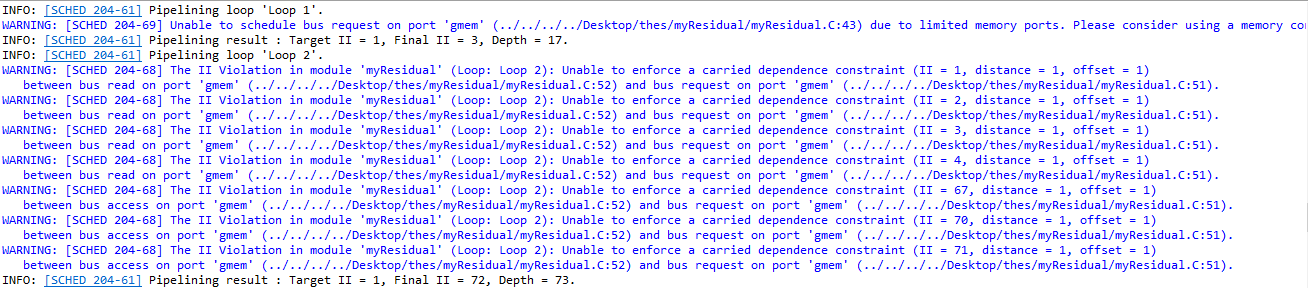 INFO: [SCHED 204-61] Pipelining loop 'Loop 1'.
WARNING: [SCHED 204-69] Unable to schedule bus request on port 'gmem' (../../../../Desktop/thes/myResidual/myResidual.C:43) due to limited memory ports. Please consider using a memory cor
INFO: [SCHED 204-61] Pipelining result : Target II = 1, Final II = 3, Depth = 17.
INFO: [SCHED 204-61] Pipelining loop 'Loop 2'.
WARNING: [SCHED 204-68] The II Violation in module 'myResidual' (Loop: Loop 2): Unable to enforce a carried dependence constraint (II = 1, distance = 1, offset = 1)
between bus read on port 'gmem' (../../../../Desktop/thes/myResidual/myResidual.C:52) and bus request on port 'gmem' (../../../../Desktop/thes/myResidual/myResidual.C:51).
WARNING: [SCHED 204-68] The II Violation in module 'myResidual' (Loop: Loop 2): Unable to enforce a carried dependence constraint (II = 2, distance = 1, offset = 1)
between bus read on port 'gmem' (../../../../Desktop/thes/myResidual/myResidual.C:52) and bus request on port 'gmem' (../../../../Desktop/thes/myResidual/myResidual.C:51).
WARNING: [SCHED 204-68] The II Violation in module 'myResidual' (Loop: Loop 2): Unable to enforce a carried dependence constraint (II = 3, distance = 1, offset = 1)
between bus read on port 'gmem' (../../../../Desktop/thes/myResidual/myResidual.C:52) and bus request on port 'gmem' (../../../../Desktop/thes/myResidual/myResidual.C:51).
WARNING: [SCHED 204-68] The II Violation in module 'myResidual' (Loop: Loop 2): Unable to enforce a carried dependence constraint (II = 4, distance = 1, offset = 1)
between bus read on port 'gmem' (../../../../Desktop/thes/myResidual/myResidual.C:52) and bus request on port 'gmem' (../../../../Desktop/thes/myResidual/myResidual.C:51).
WARNING: [SCHED 204-68] The II Violation in module 'myResidual' (Loop: Loop 2): Unable to enforce a carried dependence constraint (II = 67, distance = 1, offset = 1)
between bus access on port 'gmem' (../../../../Desktop/thes/myResidual/myResidual.C:52) and bus request on port 'gmem' (../../../../Desktop/thes/myResidual/myResidual.C:51).
WARNING: [SCHED 204-68] The II Violation in module 'myResidual' (Loop: Loop 2): Unable to enforce a carried dependence constraint (II = 70, distance = 1, offset = 1)
between bus access on port 'gmem' (../../../../Desktop/thes/myResidual/myResidual.C:52) and bus request on port 'gmem' (../../../../Desktop/thes/myResidual/myResidual.C:51).
WARNING: [SCHED 204-68] The II Violation in module 'myResidual' (Loop: Loop 2): Unable to enforce a carried dependence constraint (II = 71, distance = 1, offset = 1)
between bus access on port 'gmem' (../../../../Desktop/thes/myResidual/myResidual.C:52) and bus request on port 'gmem' (../../../../Desktop/thes/myResidual/myResidual.C:51).
INFO: [SCHED 204-61] Pipelining result : Target II = 1, Final II = 72, Depth = 73.